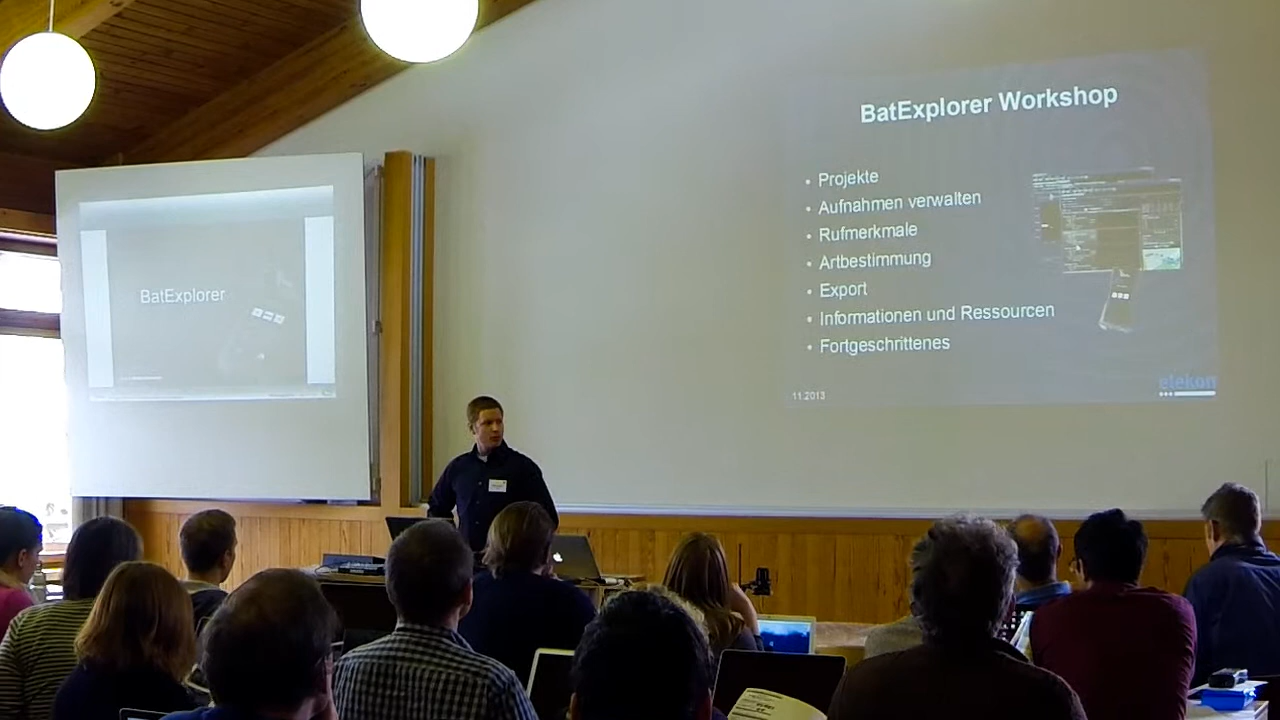 BatExplorer Workshop
• Projekte
• Aufnahmen verwalten
• Rufmerkmale
• Artbestimmung
• Export
• Informationen und Ressourcen
• Fortgeschrittenes
11.2013
elekon
BatExplorer